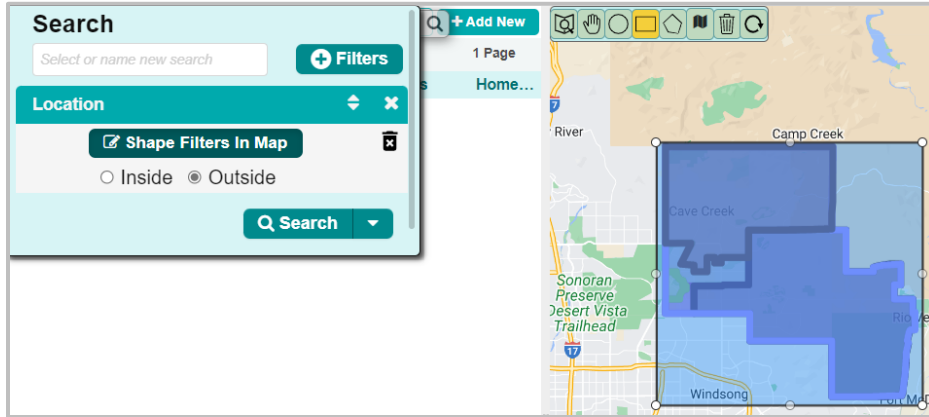 Search
+ Add New
Select or name new search
Filters
1 Page
Home...
Location
Shape Filters In Map
Inside
Outside
Search
7
River
Camp Creek
Cave Creek
Sonoran
Preserve
Desert Vista
Trailhead
17
Windsong